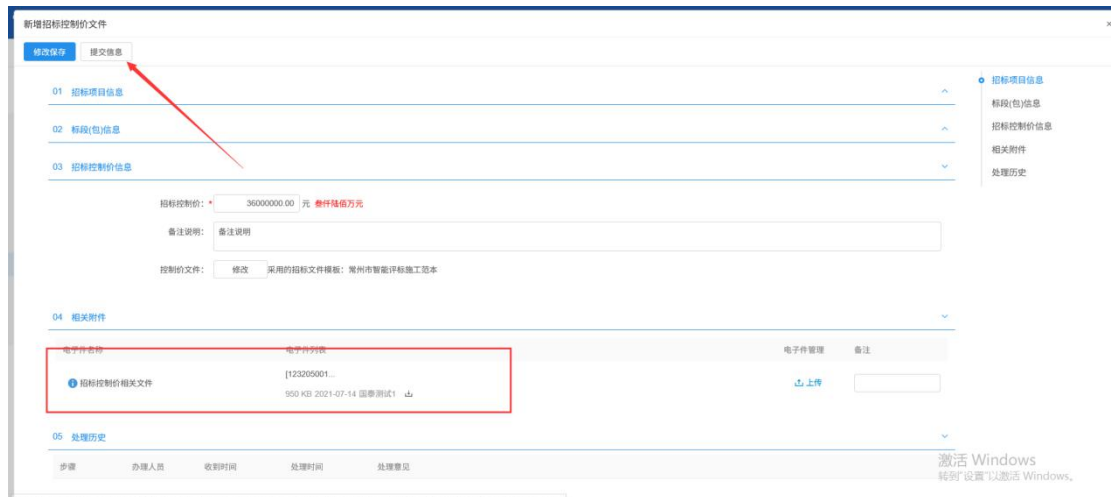 新增招标控制价文件
×
修改保存 提交信息
01 招标项目信息
02 标段(包)信息
03 招标控制价信息
招标控制价: * 36000000.00 元 叁仟陆佰万元
备注说明: 备注说明
控制价文件: 修改 采用的招标文件模板: 常州市智能评标施工范本
04 相关附件
电子件名称 电子件列表 电子件管理 备注
招标控制价相关文件
[123205001...
950 KB 2021-07-14 国泰测试1
上传
05 处理历史
步骤 办理人员 收到时间 处理时间 处理意见
招标项目信息
标段(包)信息
招标控制价信息
相关附件
处理历史
激活 Windows
转到"设置"以激活 Windows。